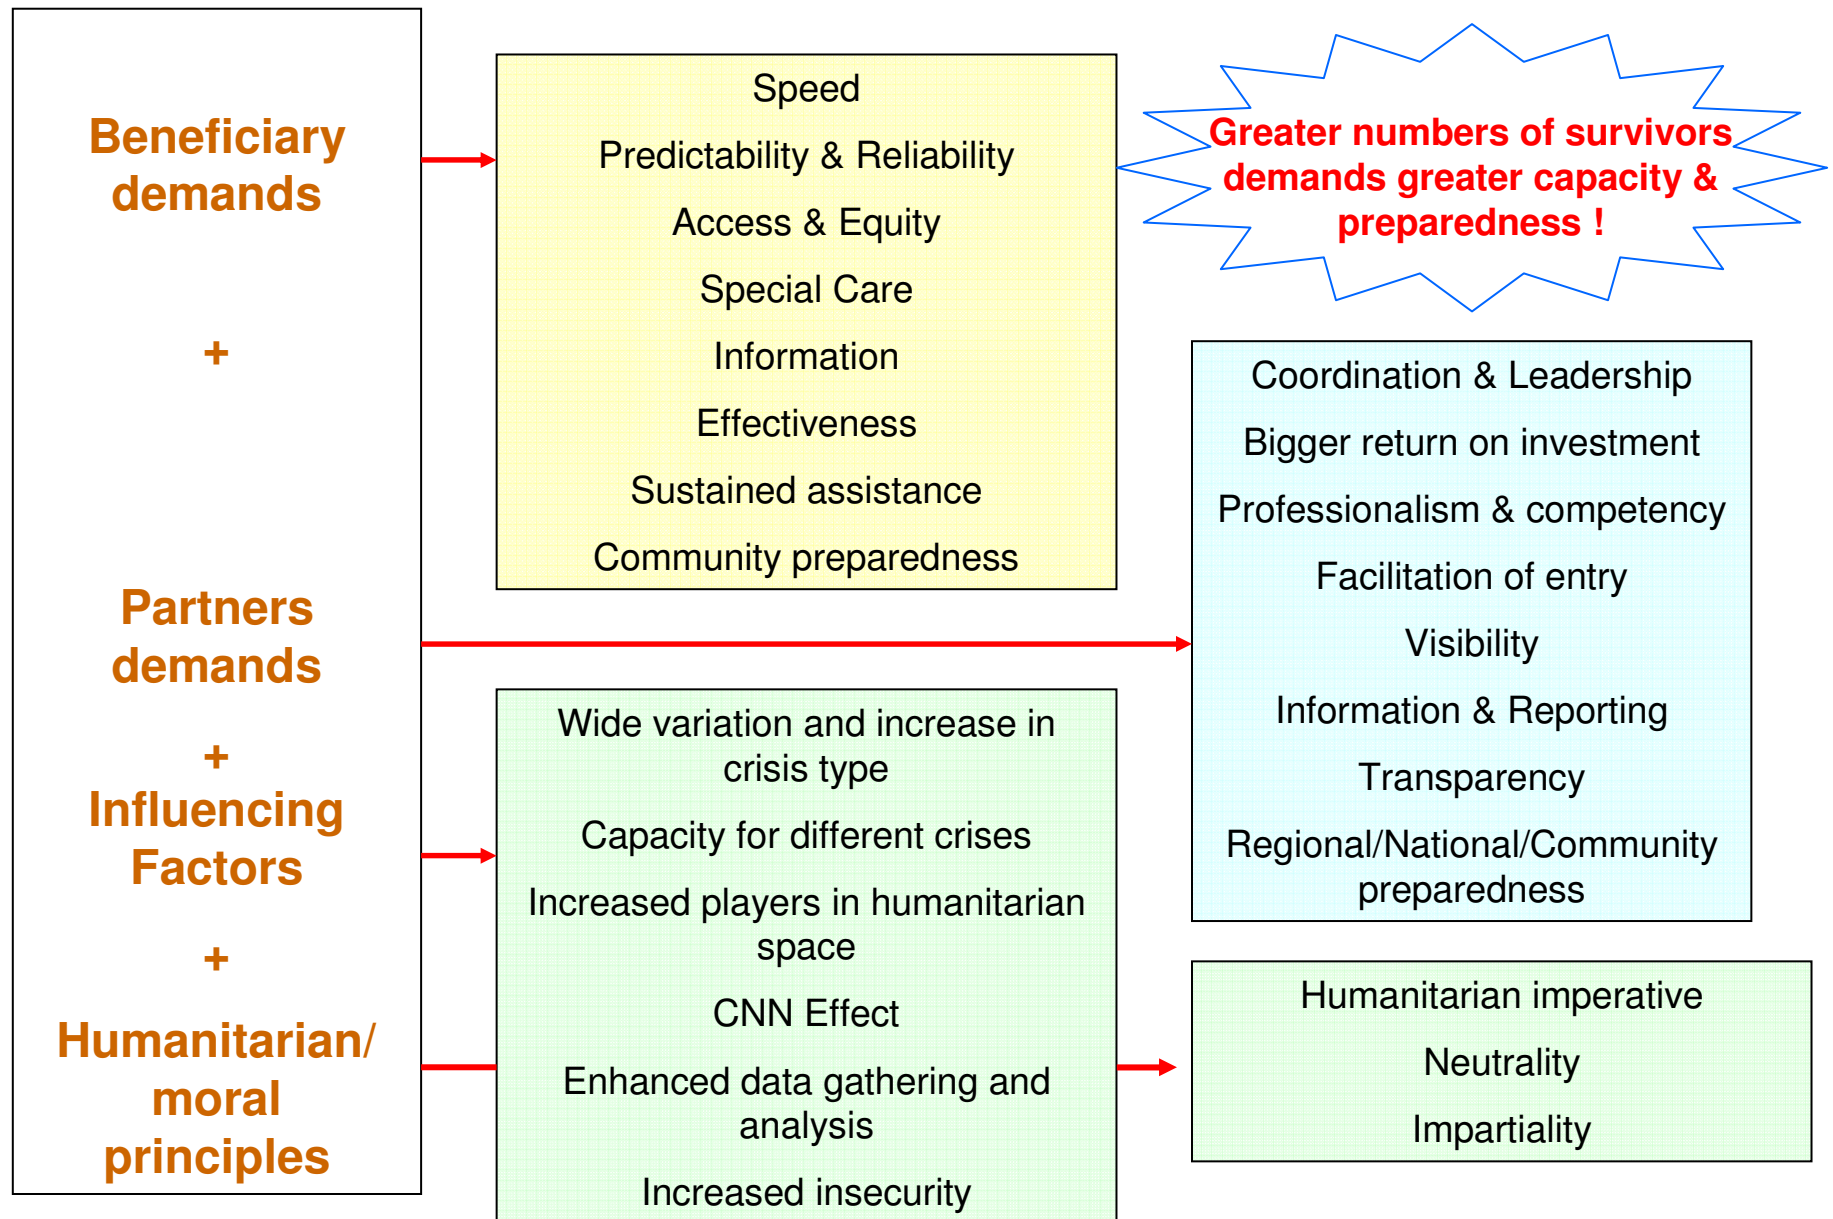 Beneficiary
demands
+
Partners
demands
+
Influencing
Factors
+
Humanitarian/
moral
principles
Speed
Predictability & Reliability
Access & Equity
Special Care
Information
Effectiveness
Sustained assistance
Community preparedness
Greater numbers of survivors
demands greater capacity &
preparedness !
Coordination & Leadership
Bigger return on investment
Professionalism & competency
Facilitation of entry
Visibility
Information & Reporting
Transparency
Regional/National/Community
preparedness
Wide variation and increase in
crisis type
Capacity for different crises
Increased players in humanitarian
space
CNN Effect
Enhanced data gathering and
analysis
Increased insecurity
Humanitarian imperative
Neutrality
Impartiality